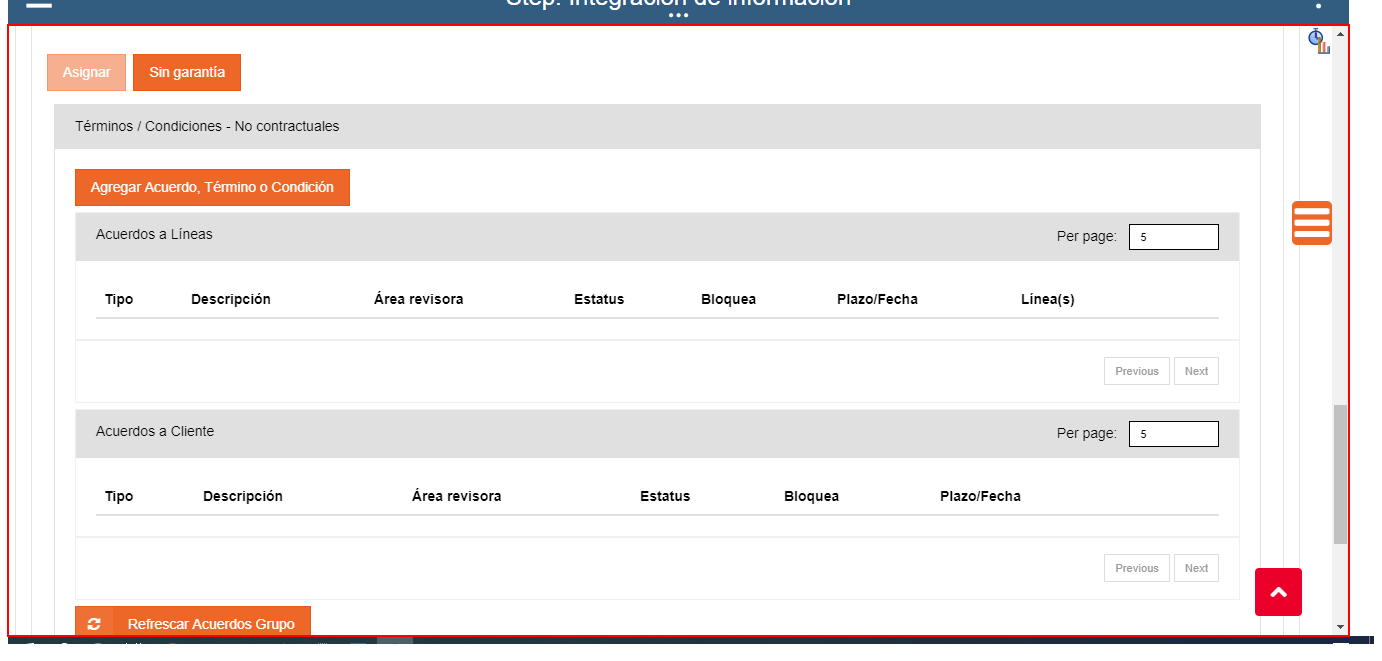 Step: Integración de información
Asignar Sin garantía
Términos / Condiciones - No contractuales
Agregar Acuerdo, Término o Condición
Acuerdos a Líneas Per page: 5
Tipo Descripción Área revisora Estatus Bloquea Plazo/Fecha Línea(s)
Previous Next
Acuerdos a Cliente Per page: 5
Tipo Descripción Área revisora Estatus Bloquea Plazo/Fecha
Previous Next
Refrescar Acuerdos Grupo